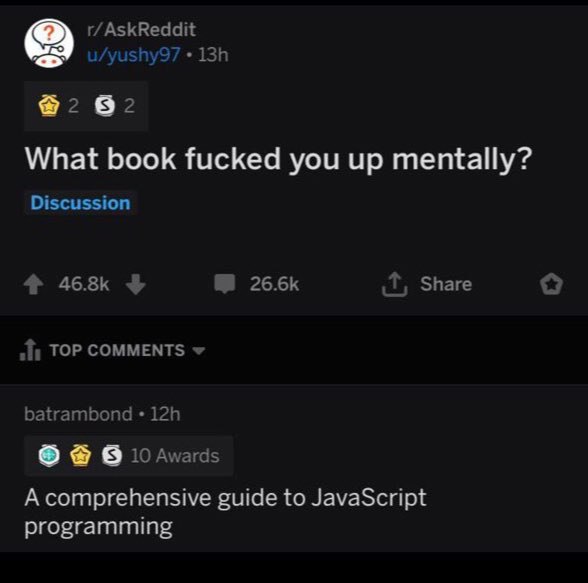 r/AskReddit
u/yushy97 • 13h
2 S 2
What book fucked you up mentally?
Discussion
46.8k 26.6k Share
TOP COMMENTS
batrambond • 12h
S 10 Awards
A comprehensive guide to JavaScript
programming